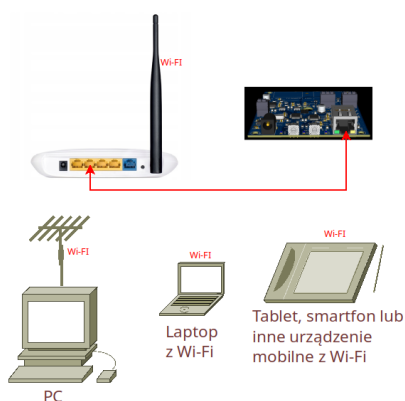 Wi-FI
Wi-FI
Wi-FI
Wi-FI
Laptop
z Wi-Fi
Tablet, smartfon lub
inne urządzenie
mobilne z Wi-Fi
PC